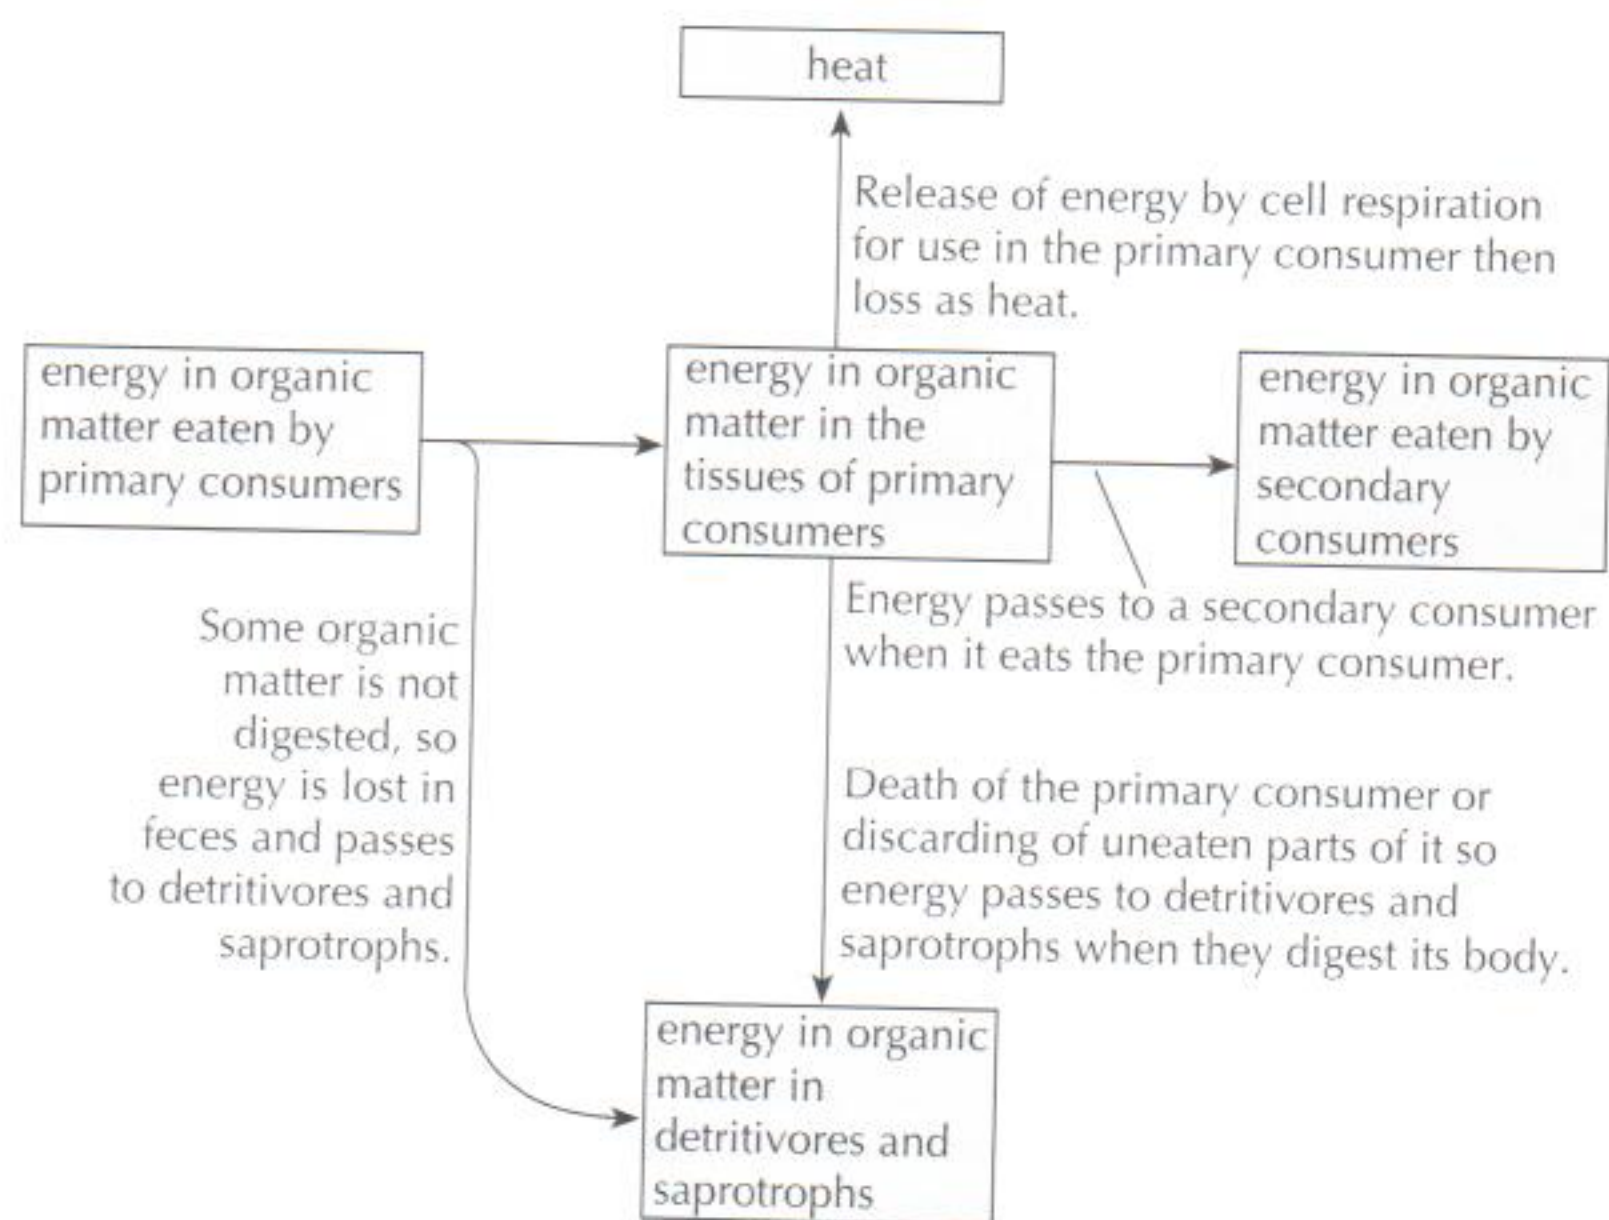 heat
Release of energy by cell respiration
for use in the primary consumer then
loss as heat.
energy in organic
matter eaten by
primary consumers
energy in organic
matter in the
tissues of primary
consumers
energy in organic
matter eaten by
secondary
consumers
Energy passes to a secondary consumer
when it eats the primary consumer.
Some organic
matter is not
digested, so
energy is lost in
feces and passes
to detritivores and
saprotrophs.
Death of the primary consumer or
discarding of uneaten parts of it so
energy passes to detritivores and
saprotrophs when they digest its body.
energy in organic
matter in
detritivores and
saprotrophs